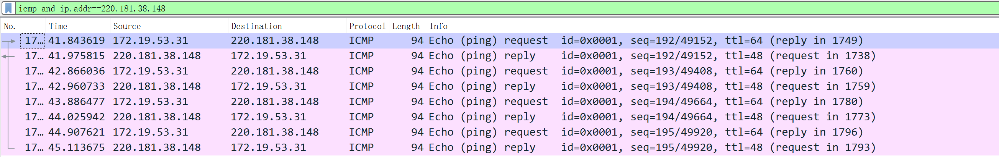 icmp and ip.addr==220.181.38.148
No. Time Source Destination Protocol Length Info
17… 41.843619 172.19.53.31 220.181.38.148 ICMP 94 Echo (ping) request id=0x0001, seq=192/49152, ttl=64 (reply in 1749)
17… 41.975815 220.181.38.148 172.19.53.31 ICMP 94 Echo (ping) reply id=0x0001, seq=192/49152, ttl=48 (request in 1738)
17… 42.866036 172.19.53.31 220.181.38.148 ICMP 94 Echo (ping) request id=0x0001, seq=193/49408, ttl=64 (reply in 1760)
17… 42.960733 220.181.38.148 172.19.53.31 ICMP 94 Echo (ping) reply id=0x0001, seq=193/49408, ttl=48 (request in 1759)
17… 43.886477 172.19.53.31 220.181.38.148 ICMP 94 Echo (ping) request id=0x0001, seq=194/49664, ttl=64 (reply in 1780)
17… 44.025942 220.181.38.148 172.19.53.31 ICMP 94 Echo (ping) reply id=0x0001, seq=194/49664, ttl=48 (request in 1773)
17… 44.907621 172.19.53.31 220.181.38.148 ICMP 94 Echo (ping) request id=0x0001, seq=195/49920, ttl=64 (reply in 1796)
17… 45.113675 220.181.38.148 172.19.53.31 ICMP 94 Echo (ping) reply id=0x0001, seq=195/49920, ttl=48 (request in 1793)